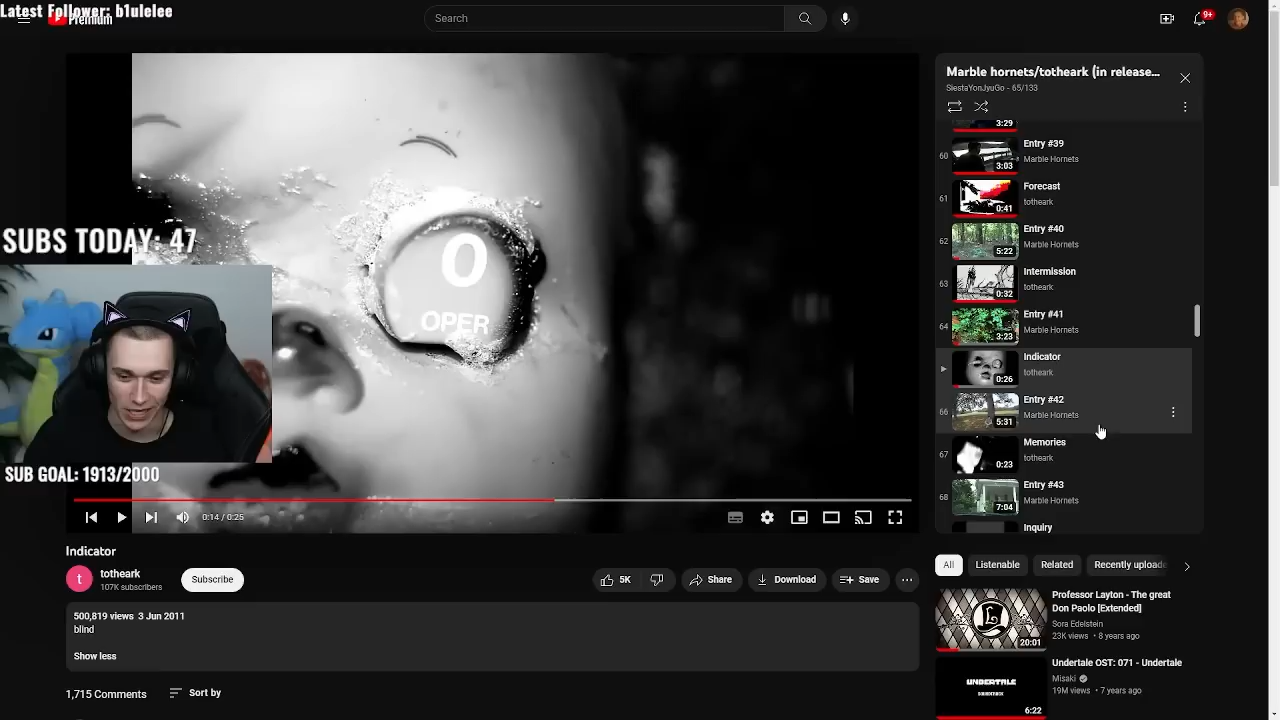 Latest Follower: b1ulelee
Premium
Search
9+
SUBS TODAY: 47
SUB GOAL: 1913/2000
O
OPER
0:14 / 0:25
Marble hornets/totheark (in release...
SiestaYonJyuGo - 65/133
3:29
60
Entry #39
Marble Hornets
3:03
61
Forecast
totheark
0:41
62
Entry #40
Marble Hornets
5:22
63
Intermission
totheark
0:32
64
Entry #41
Marble Hornets
3:23
Indicator
totheark
0:26
66
Entry #42
Marble Hornets
5:31
67
Memories
totheark
0:23
68
Entry #43
Marble Hornets
7:04
Inquiry
Indicator
t
totheark
107K subscribers
Subscribe
5K
Share
Download
Save
500,819 views 3 Jun 2011
blind
Show less
1,715 Comments
Sort by
All
Listenable
Related
Recently uploade
Professor Layton - The great
Don Paolo [Extended]
Sora Edelstein
23K views • 8 years ago
20:01
Undertale OST: 071 - Undertale
Misaki
19M views • 7 years ago
UNDERTALE
SOUNDTRACK
6:22